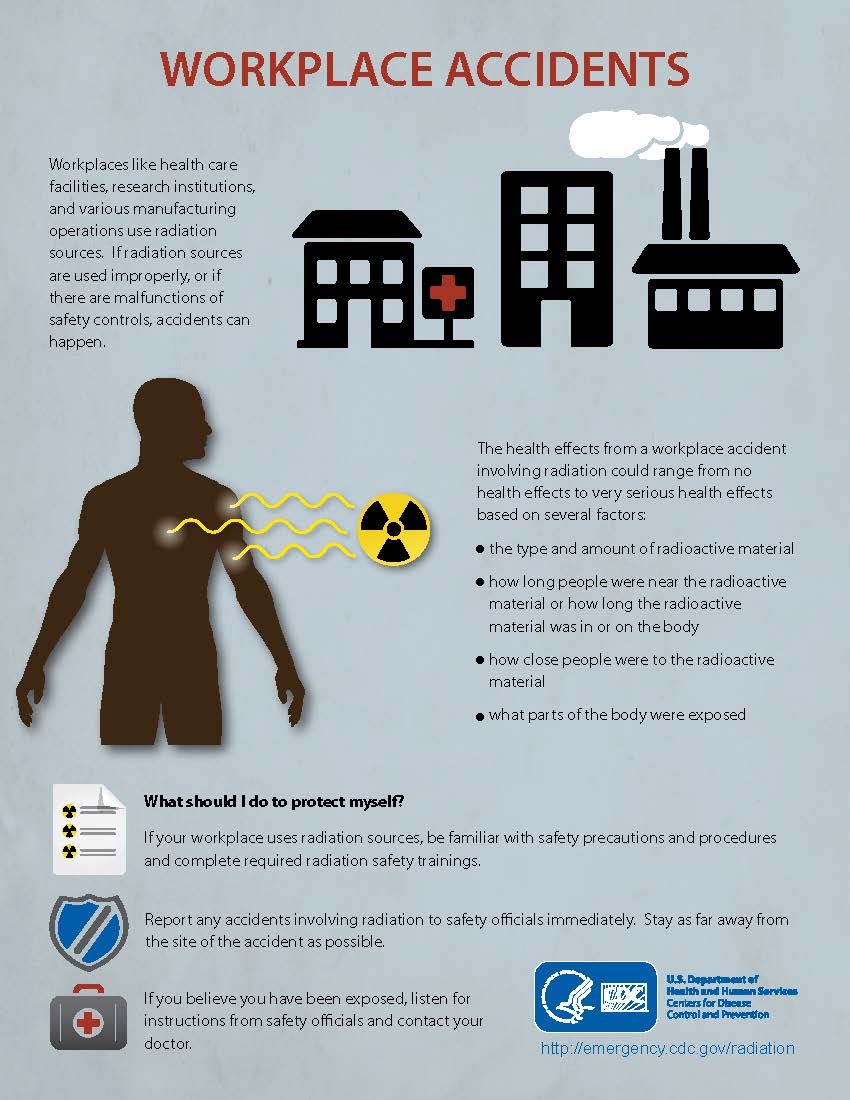 WORKPLACE ACCIDENTS
Workplaces like health care
facilities, research institutions,
and various manufacturing
operations use radiation
sources.  If radiation sources
are used improperly, or if
there are malfunctions of
safety controls, accidents can
happen.
The health effects from a workplace accident
involving radiation could range from no
health effects to very serious health effects
based on several factors:
• the type and amount of radioactive material
• how long people were near the radioactive
material or how long the radioactive
material was in or on the body
• how close people were to the radioactive
material
• what parts of the body were exposed
What should I do to protect myself?
If your workplace uses radiation sources, be familiar with safety precautions and procedures
and complete required radiation safety trainings.
Report any accidents involving radiation to safety officials immediately.  Stay as far away from
the site of the accident as possible.
If you believe you have been exposed, listen for
instructions from safety officials and contact your
doctor.
CDC
U.S. Department of
Health and Human Services
Centers for Disease
Control and Prevention
http://emergency.cdc.gov/radiation